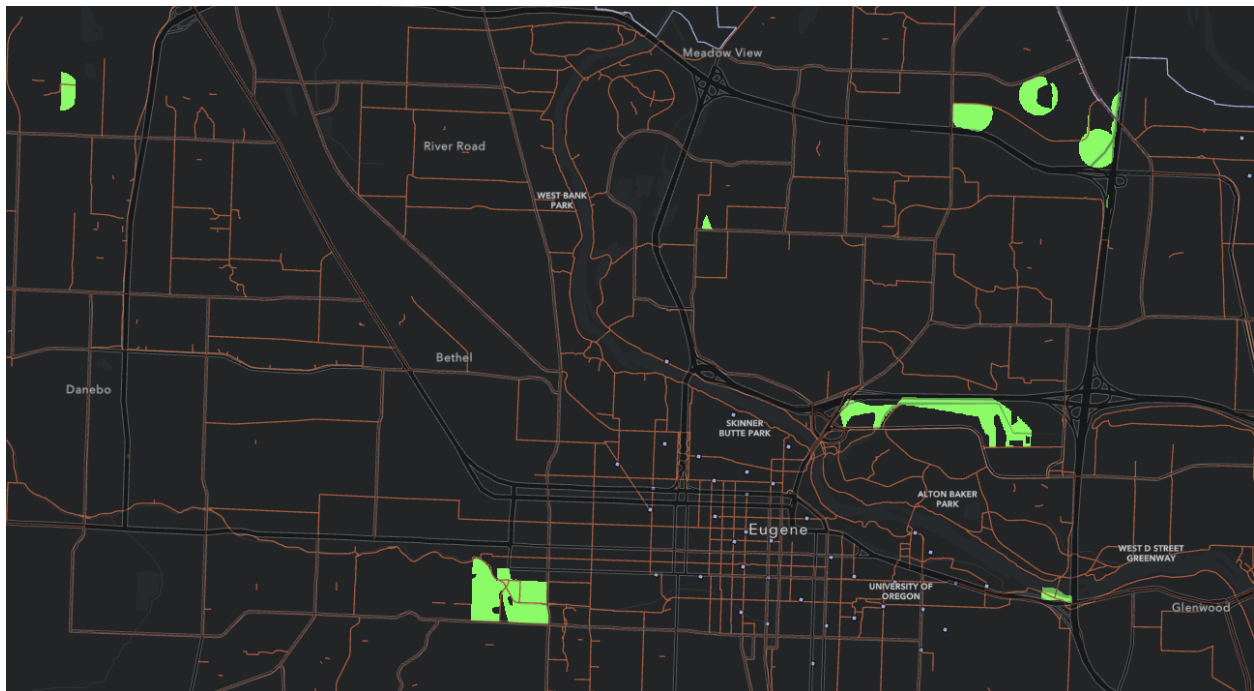 Meadow View
River Road
WEST BANK
PARK
Bethel
Danebo
SKINNER
BUTTE PARK
ALTON BAKER
PARK
Eugene
WEST D STREET
GREENWAY
UNIVERSITY OF
OREGON
Glenwood